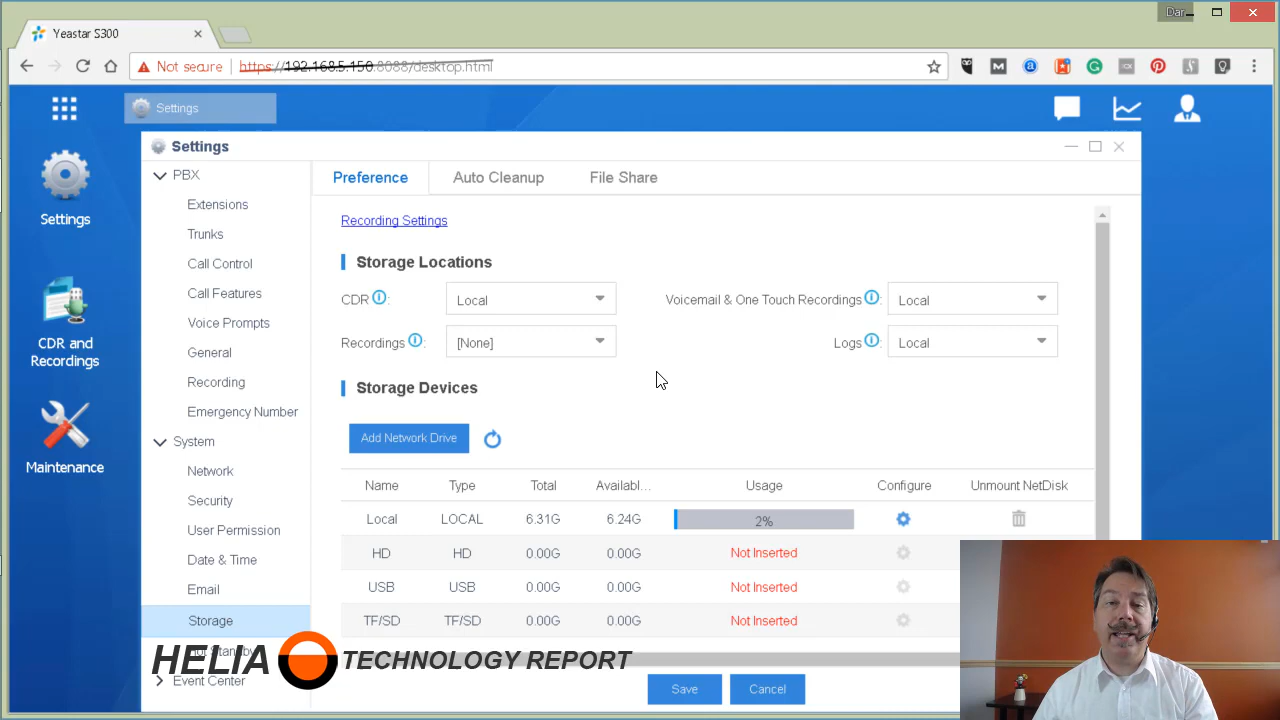 Dar...
Yeastar S300
Not secure https://192.168.5.150:8088/desktop.html
Settings
Settings
Settings
CDR and
Recordings
Maintenance
PBX
Extensions
Trunks
Call Control
Call Features
Voice Prompts
General
Recording
Emergency Number
System
Network
Security
User Permission
Date & Time
Email
Storage
Hot Standby
Event Center
Preference Auto Cleanup File Share
Recording Settings
Storage Locations
CDR : Local Voicemail & One Touch Recordings : Local
Recordings : [None] Logs : Local
Storage Devices
Add Network Drive
Name Type Total Availabl... Usage Configure Unmount NetDisk
Local LOCAL 6.31G 6.24G 2%
HD HD 0.00G 0.00G Not Inserted
USB USB 0.00G 0.00G Not Inserted
TF/SD TF/SD 0.00G 0.00G Not Inserted
HELIA TECHNOLOGY REPORT
Save Cancel